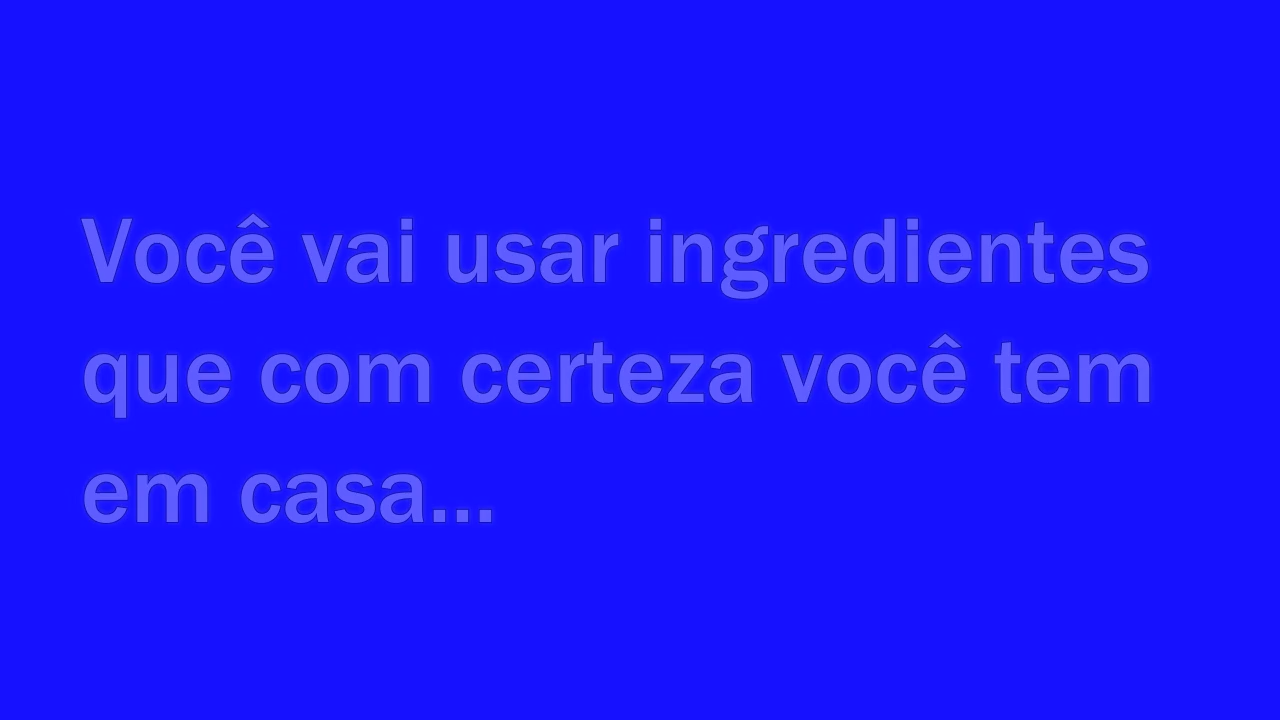 Você vai usar ingredientes
que com certeza você tem
em casa...